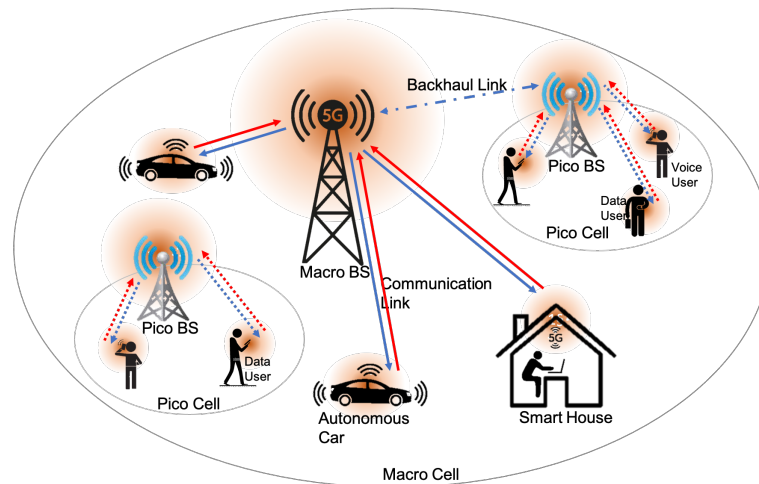 5G
Backhaul Link
Pico BS
Voice
User
Data
User
Pico Cell
Macro BS
Communication
Link
Pico BS
Data
User
Pico Cell
5G
Autonomous
Car
Smart House
Macro Cell